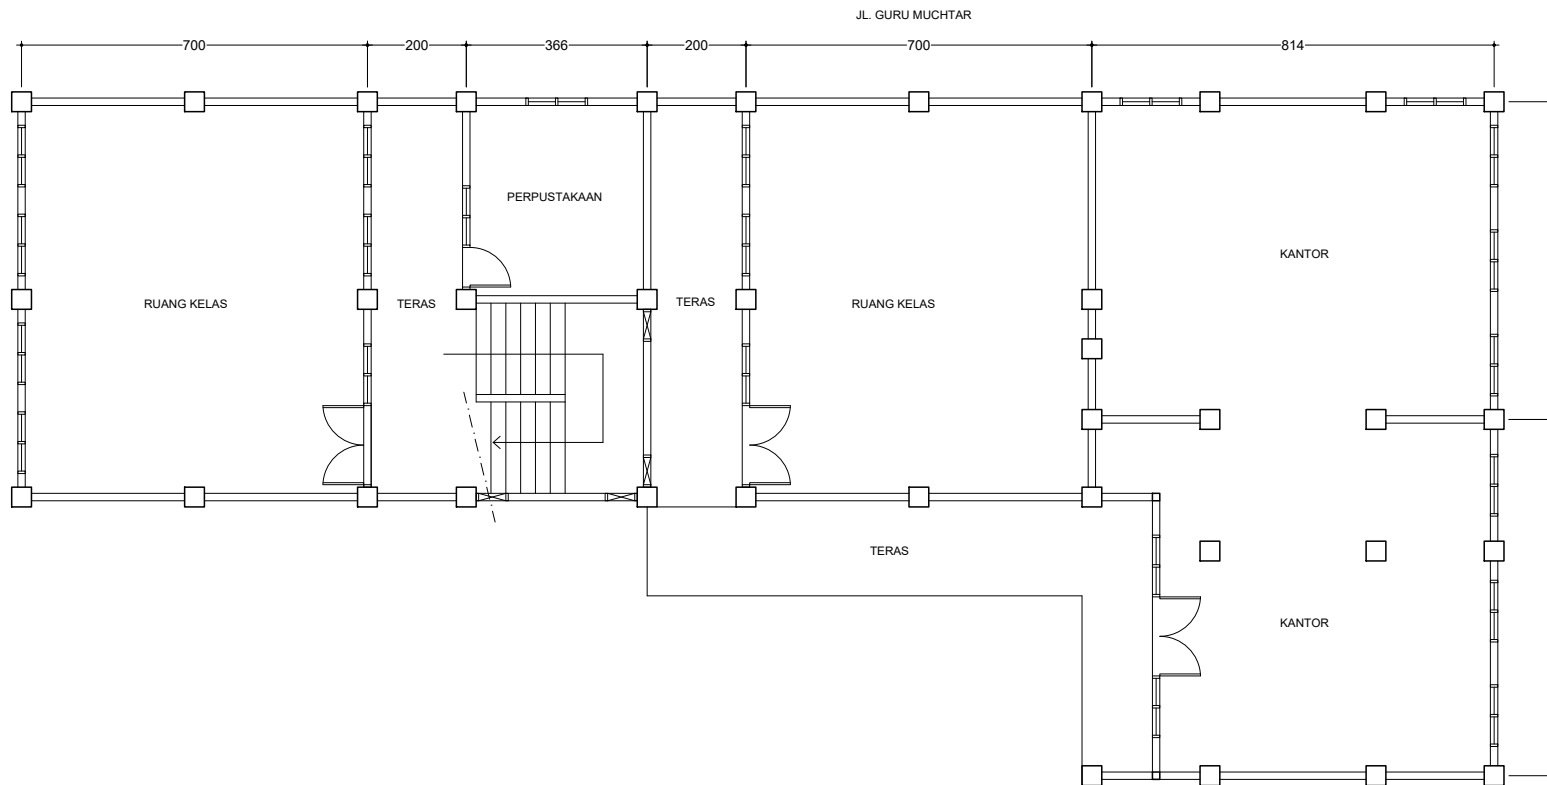 JL. GURU MUCHTAR
700
200
366
200
700
814
PERPUSTAKAAN
KANTOR
RUANG KELAS
TERAS
TERAS
RUANG KELAS
TERAS
KANTOR